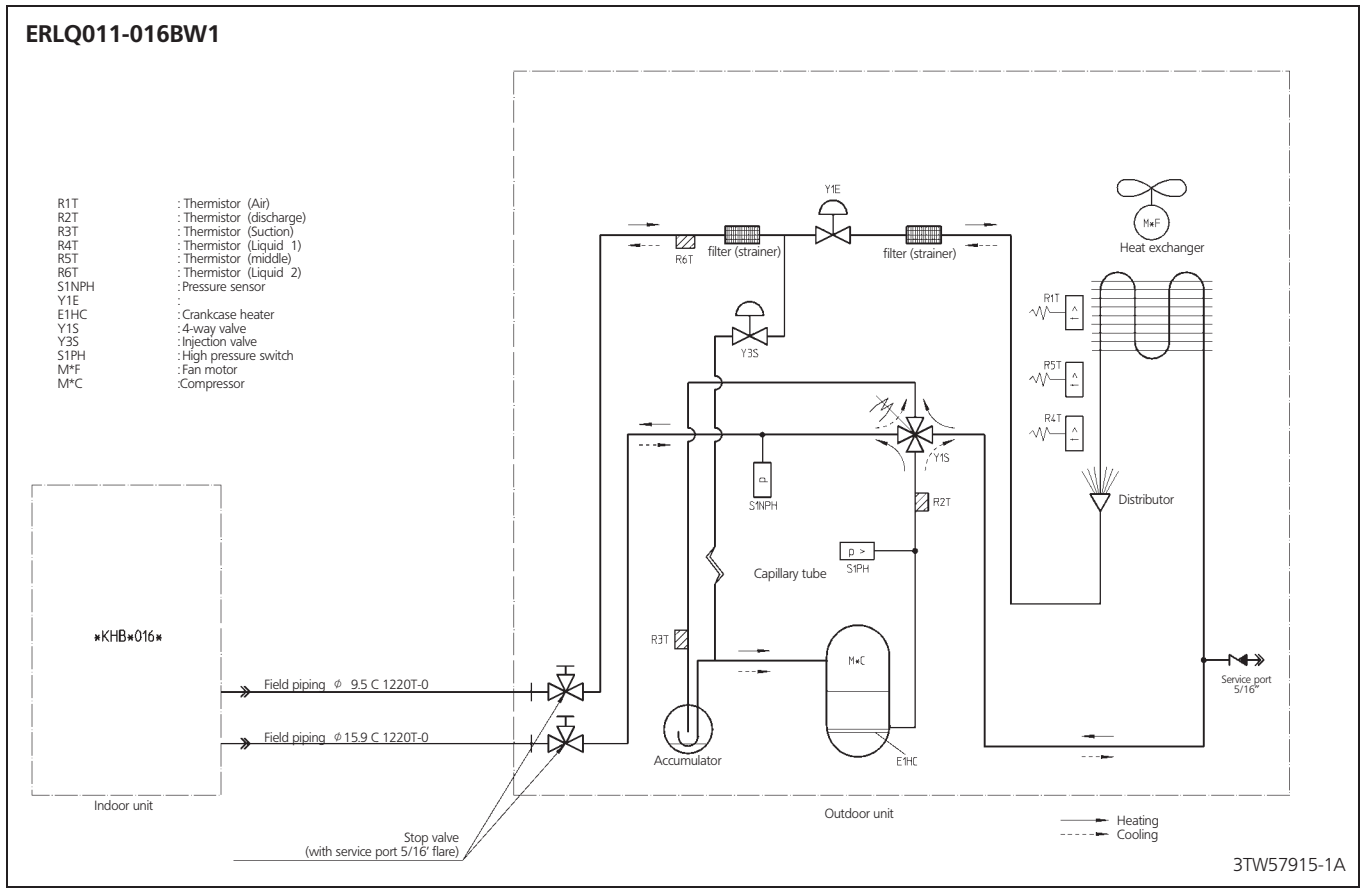 ERLQ011-016BW1
R1T : Thermistor (Air)
R2T : Thermistor (discharge)
R3T : Thermistor (Suction)
R4T : Thermistor (Liquid 1)
R5T : Thermistor (middle)
R6T : Thermistor (Liquid 2)
S1NPH : Pressure sensor
Y1E :
E1HC : Crankcase heater
Y1S : 4-way valve
Y3S : Injection valve
S1PH : High pressure switch
M*F : Fan motor
M*C :Compressor
Y1E
M*F
Heat exchanger
R6T
filter (strainer)
filter (strainer)
R1T
Y3S
R5T
R4T
Y1S
p
S1NPH
R2T
Distributor
p >
S1PH
Capillary tube
*KHB*016*
R3T
M*C
Field piping ϕ 9.5 C 1220T-0
Service port
5/16"
Field piping ϕ 15.9 C 1220T-0
Accumulator
E1HC
Indoor unit
Outdoor unit
Heating
Cooling
Stop valve
(with service port 5/16' flare)
3TW57915-1A